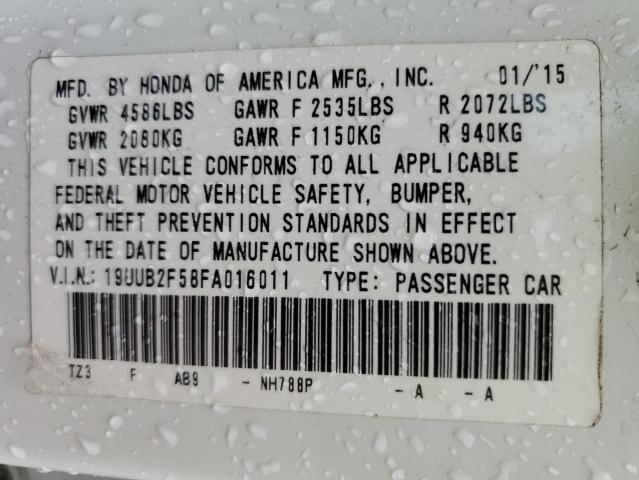 MFD. BY HONDA OF AMERICA MFG., INC. 01/'15
GVWR 4586LBS GAWR F 2535LBS R 2072LBS
GVWR 2080KG GAWR F 1150KG R 940KG
THIS VEHICLE CONFORMS TO ALL APPLICABLE
FEDERAL MOTOR VEHICLE SAFETY, BUMPER,
AND THEFT PREVENTION STANDARDS IN EFFECT
ON THE DATE OF MANUFACTURE SHOWN ABOVE.
V.I.N.: 19UUB2F58FA016011 TYPE: PASSENGER CAR
TZ3 F AB9 - NH788P - A - A